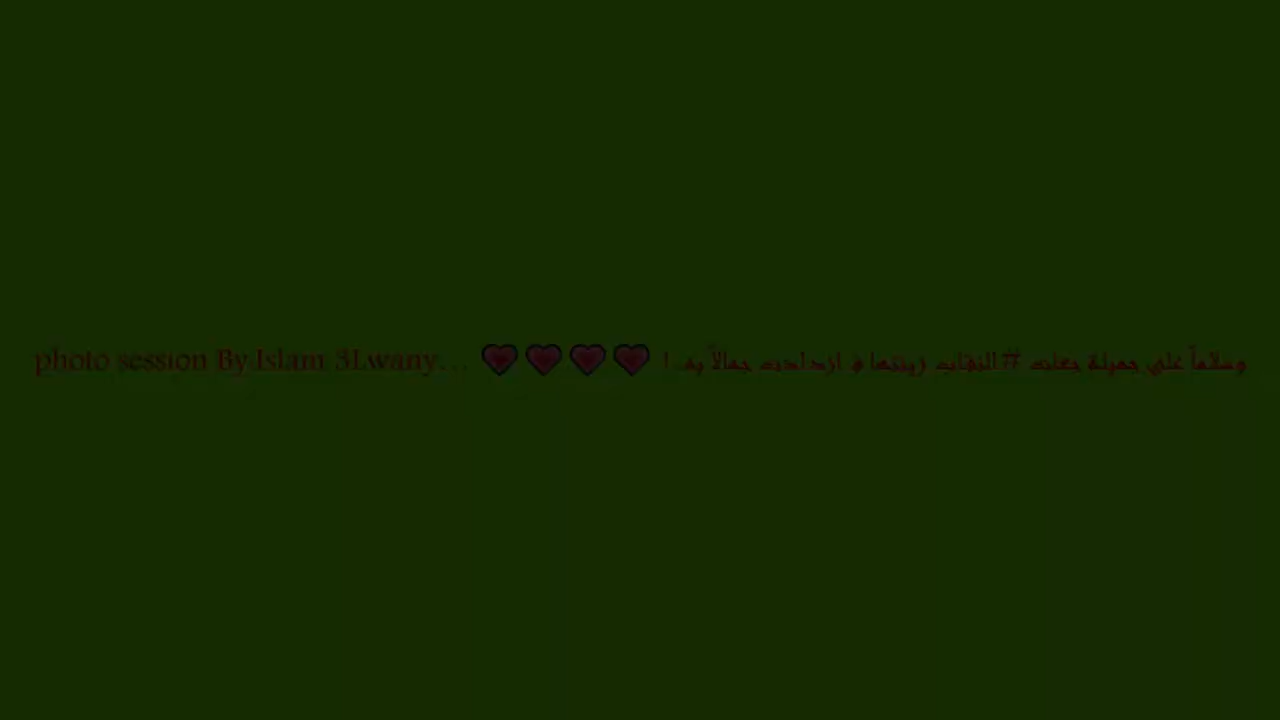 وسلاماً على جميلة جعلت #النقاب زينتها و ازدادت جمالاً به ..! ♥♥♥♥ photo session By:Islam 3Lwany...